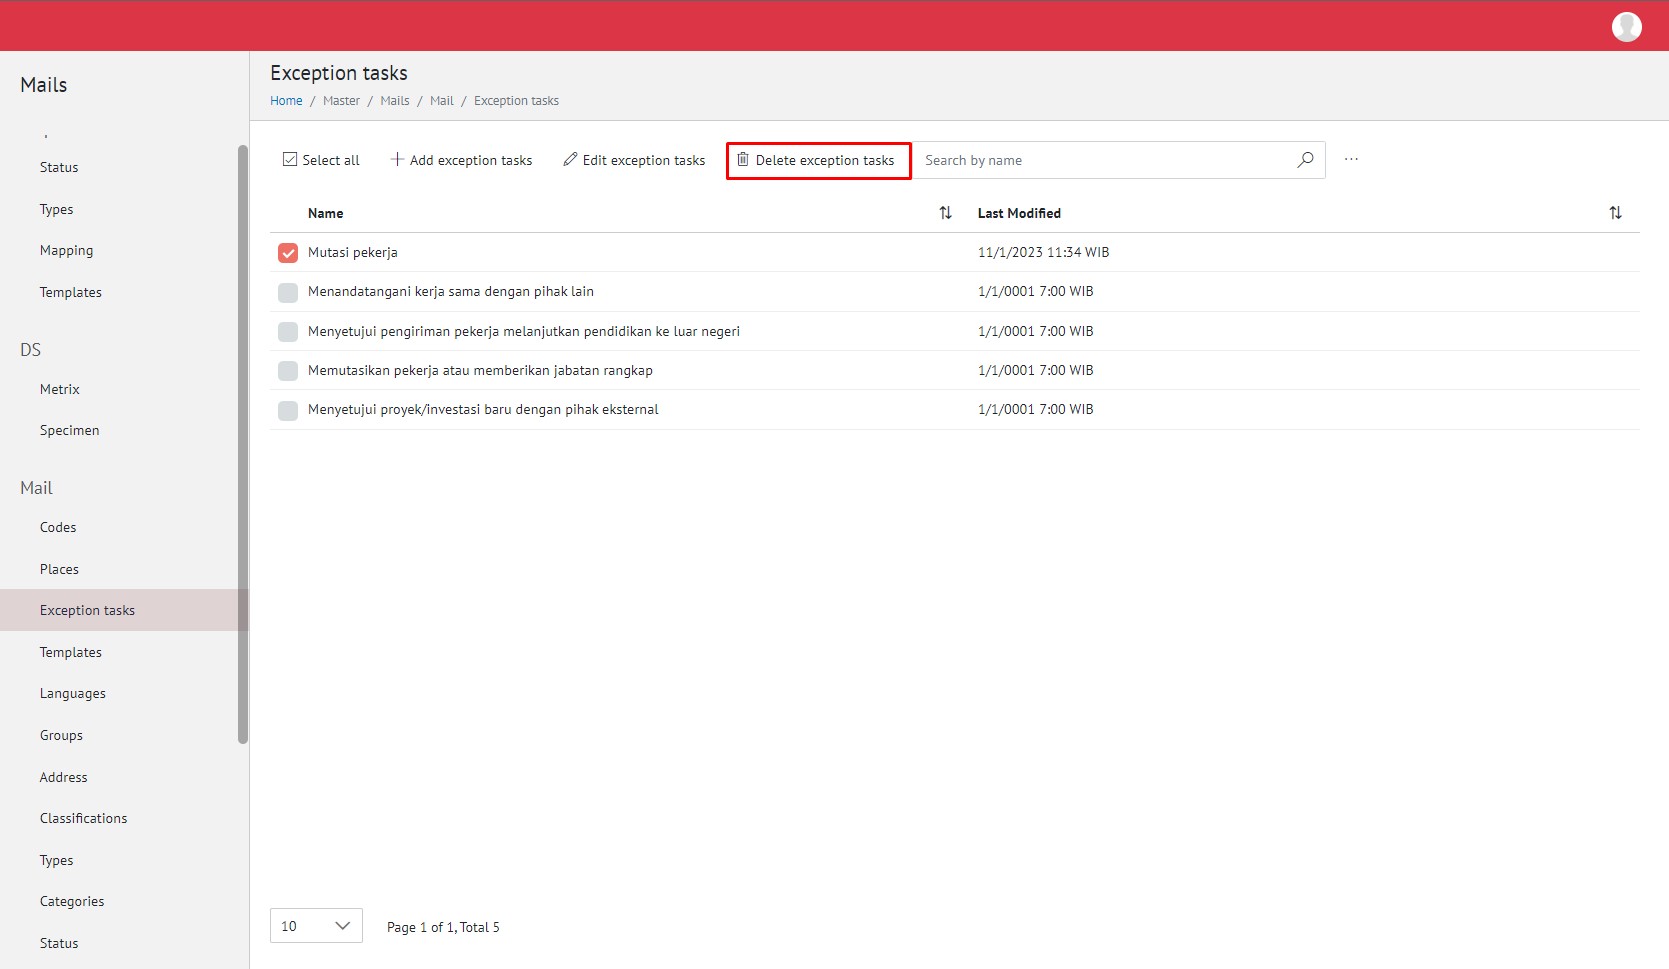 Mails
Status
Types
Mapping
Templates
DS
Metrix
Specimen
Mail
Codes
Places
Exception tasks
Templates
Languages
Groups
Address
Classifications
Types
Categories
Status
Exception tasks
Home / Master / Mails / Mail / Exception tasks
Select all Add exception tasks Edit exception tasks Delete exception tasks Search by name ...
Name Last Modified
Mutasi pekerja 11/1/2023 11:34 WIB
Menandatangani kerja sama dengan pihak lain 1/1/0001 7:00 WIB
Menyetujui pengiriman pekerja melanjutkan pendidikan ke luar negeri 1/1/0001 7:00 WIB
Memutasikan pekerja atau memberikan jabatan rangkap 1/1/0001 7:00 WIB
Menyetujui proyek/investasi baru dengan pihak eksternal 1/1/0001 7:00 WIB
10 Page 1 of 1, Total 5